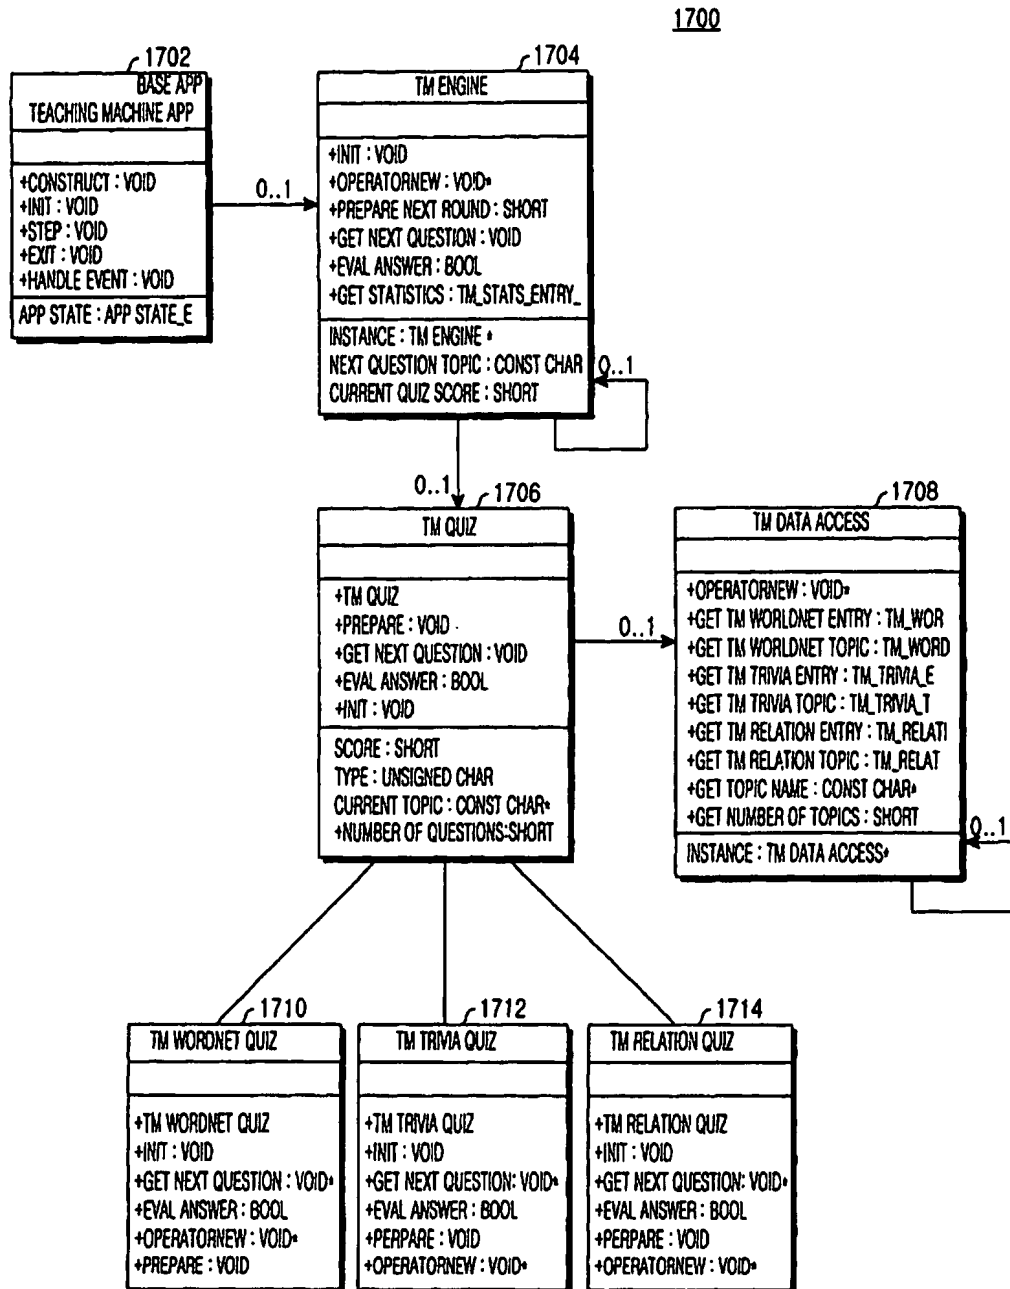 1700
1702
BASE APP
TEACHING MACHINE APP
+CONSTRUCT : VOID
+INIT : VOID
+STEP : VOID
+EXIT : VOID
+HANDLE EVENT : VOID
APP STATE : APP STATE_E
0..1
1704
TM ENGINE
+INIT : VOID
+OPERATORNEW : VOID*
+PREPARE NEXT ROUND : SHORT
+GET NEXT QUESTION : VOID
+EVAL ANSWER : BOOL
+GET STATISTICS : TM_STATS_ENTRY_
INSTANCE : TM ENGINE *
NEXT QUESTION TOPIC : CONST CHAR
CURRENT QUIZ SCORE : SHORT
0..1
0..1
1706
TM QUIZ
+TM QUIZ
+PREPARE : VOID
+GET NEXT QUESTION : VOID
+EVAL ANSWER : BOOL
+INIT : VOID
SCORE : SHORT
TYPE : UNSIGNED CHAR
CURRENT TOPIC : CONST CHAR*
+NUMBER OF QUESTIONS:SHORT
0..1
1708
TM DATA ACCESS
+OPERATORNEW : VOID*
+GET TM WORLDNET ENTRY : TM_WOR
+GET TM WORLDNET TOPIC : TM_WORD
+GET TM TRIVIA ENTRY : TM_TRIVIA_E
+GET TM TRIVIA TOPIC : TM_TRIVIA_T
+GET TM RELATION ENTRY : TM_RELATI
+GET TM RELATION TOPIC : TM_RELAT
+GET TOPIC NAME : CONST CHAR*
+GET NUMBER OF TOPICS : SHORT
INSTANCE : TM DATA ACCESS*
0..1
1710
TM WORDNET QUIZ
+TM WORDNET QUIZ
+INIT : VOID
+GET NEXT QUESTION : VOID*
+EVAL ANSWER : BOOL
+OPERATORNEW : VOID*
+PREPARE : VOID
1712
TM TRIVIA QUIZ
+TM TRIVIA QUIZ
+INIT : VOID
+GET NEXT QUESTION: VOID*
+EVAL ANSWER : BOOL
+PERPARE : VOID
+OPERATORNEW : VOID*
1714
TM RELATION QUIZ
+TM RELATION QUIZ
+INIT : VOID
+GET NEXT QUESTION: VOID*
+EVAL ANSWER : BOOL
+PERPARE : VOID
+OPERATORNEW : VOID*